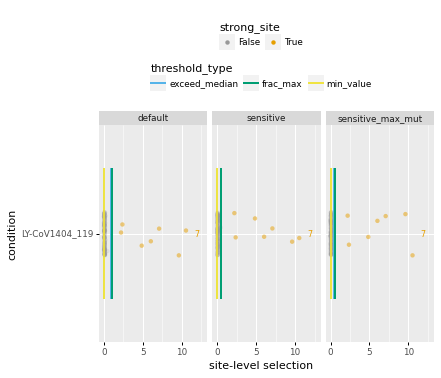 strong_site
False True
threshold_type
exceed_median frac_max min_value
default sensitive sensitive_max_mut
condition
LY-CoV1404_119
7 7 7
0 5 10 0 5 10 0 5 10
site-level selection